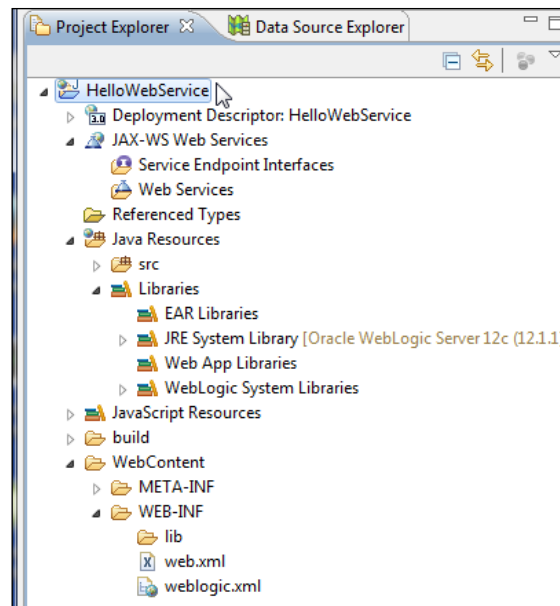 Project Explorer Data Source Explorer
HelloWebService
Deployment Descriptor: HelloWebService
JAX-WS Web Services
Service Endpoint Interfaces
Web Services
Referenced Types
Java Resources
src
Libraries
EAR Libraries
JRE System Library [Oracle WebLogic Server 12c (12.1.1)
Web App Libraries
WebLogic System Libraries
JavaScript Resources
build
WebContent
META-INF
WEB-INF
lib
web.xml
weblogic.xml